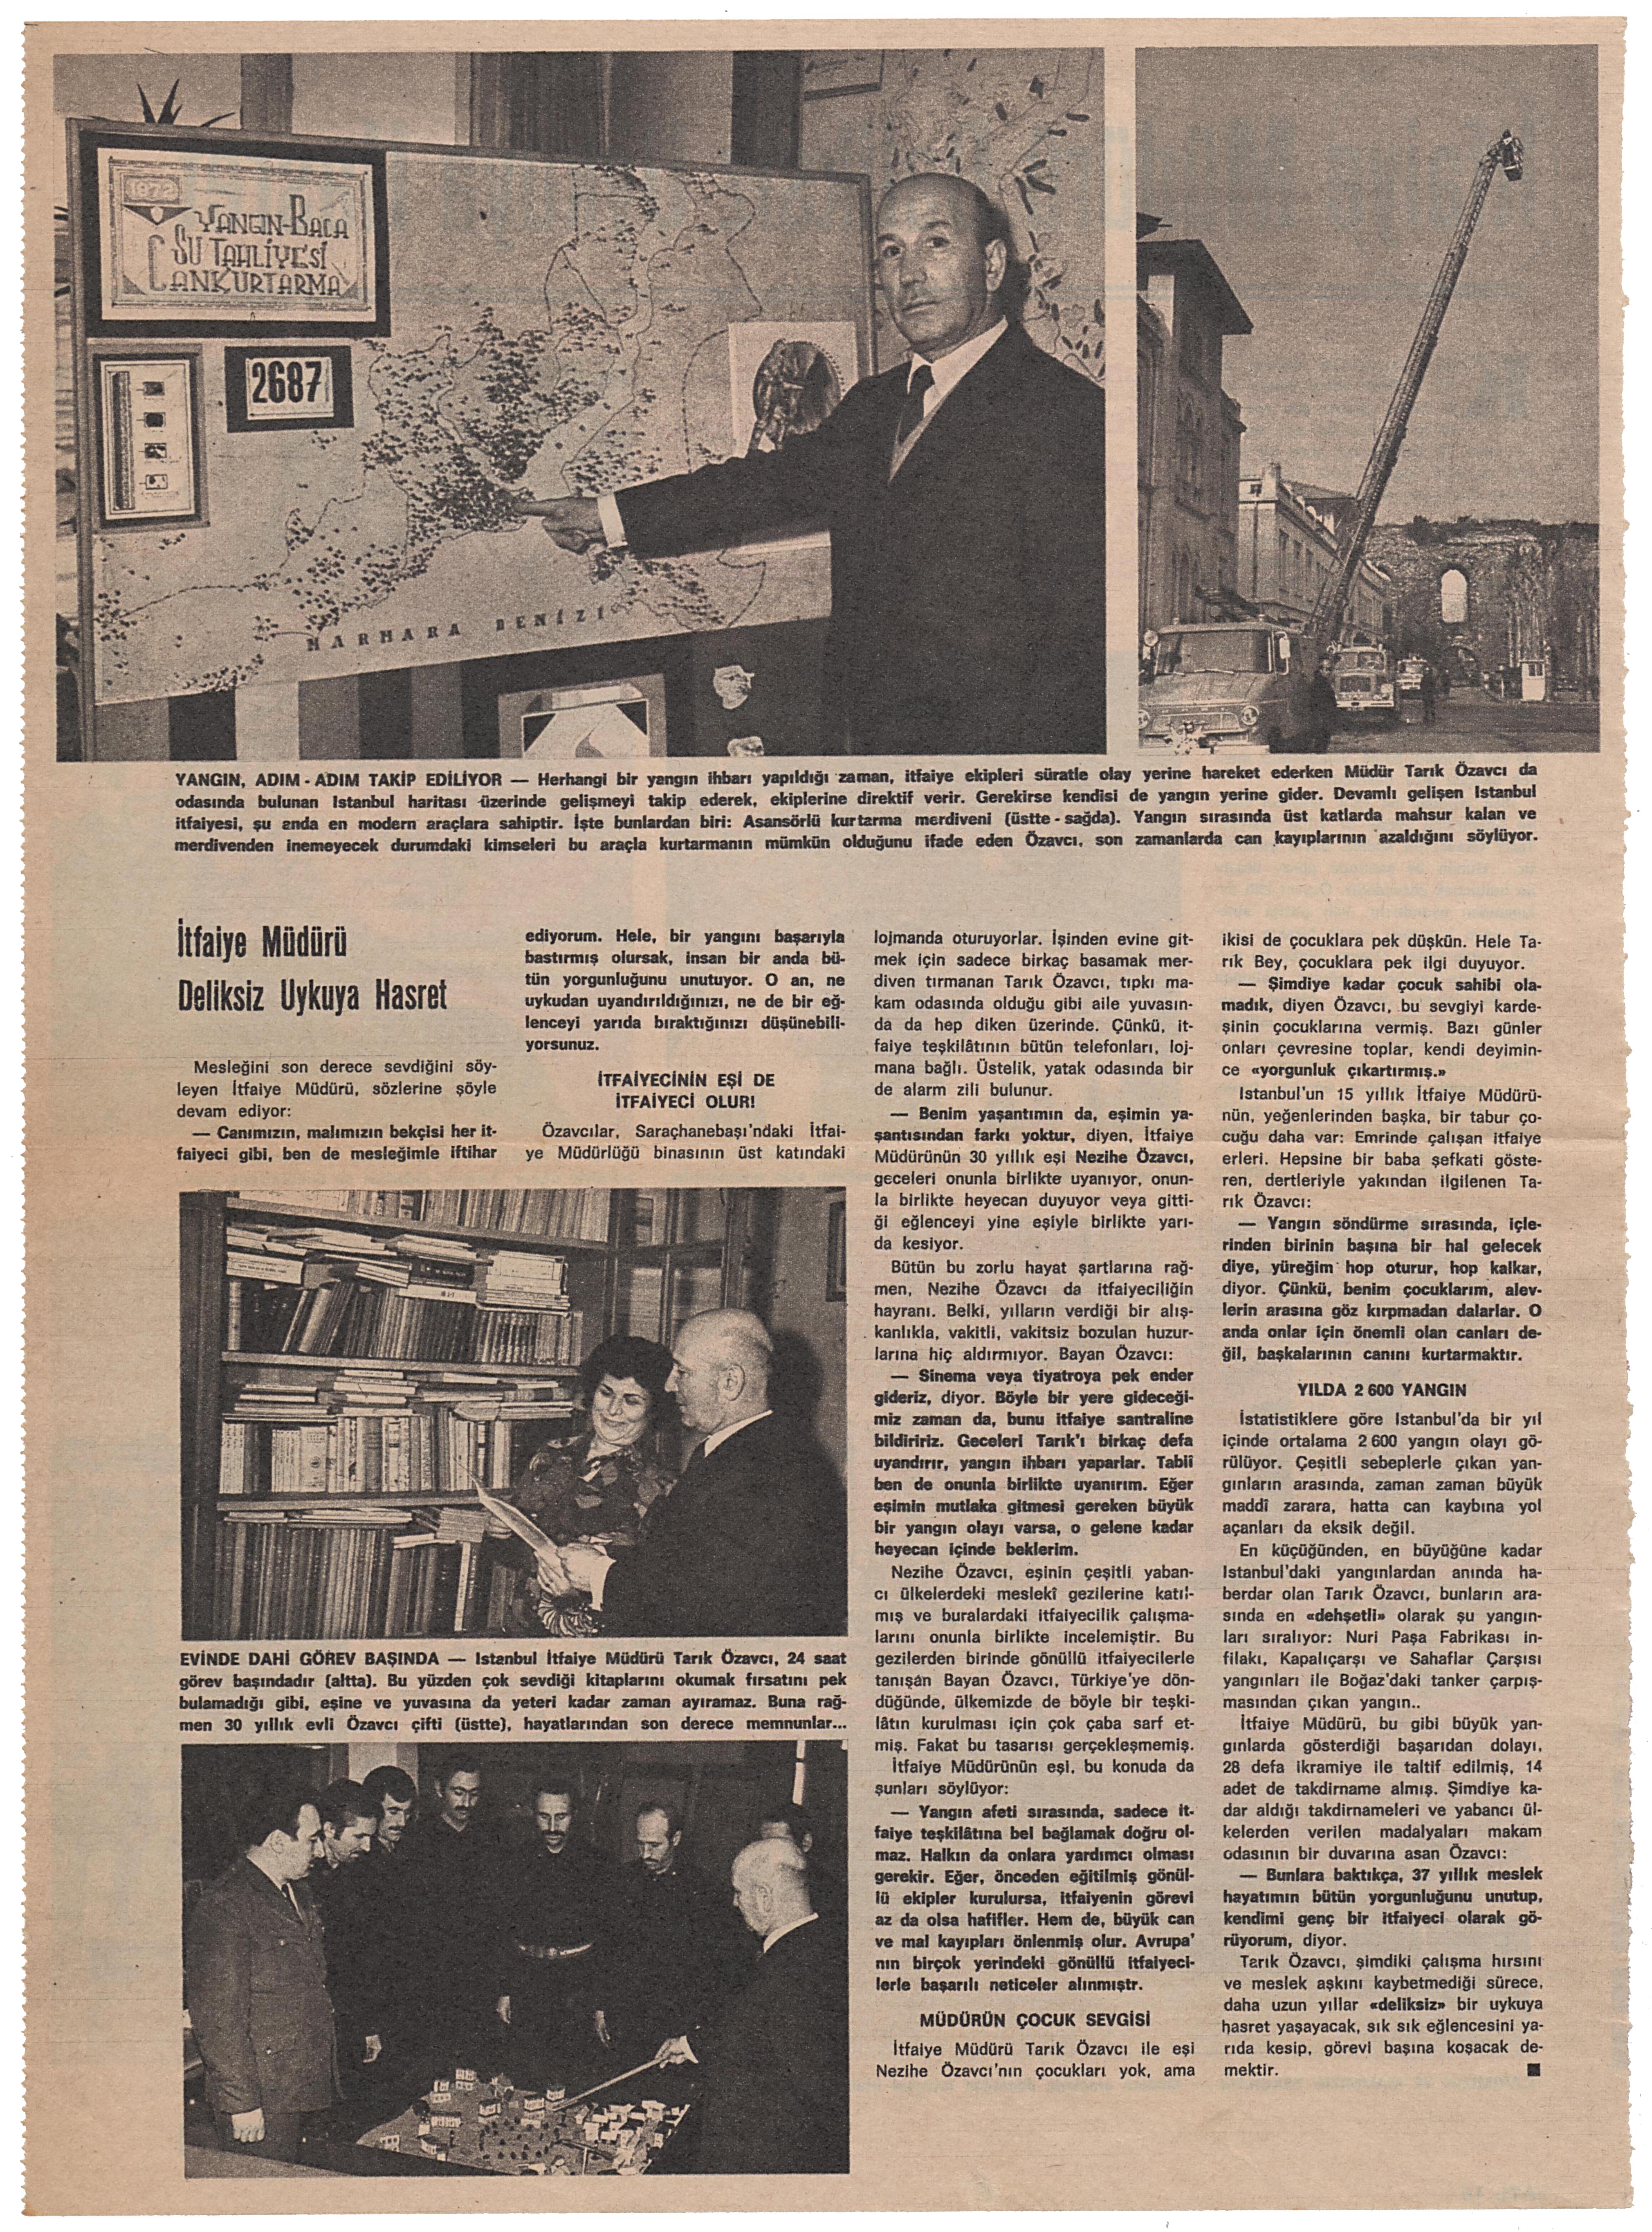 1972
YANGIN-BACA
SU TAHLİYESİ
CANKURTARMA
2687
MARMARA DENİZİ
YANGIN, ADIM - ADIM TAKİP EDİLİYOR — Herhangi bir yangın ihbarı yapıldığı zaman, itfaiye ekipleri süratle olay yerine hareket ederken Müdür Tarık Özavcı da
odasında bulunan Istanbul haritası üzerinde gelişmeyi takip ederek, ekiplerine direktif verir. Gerekirse kendisi de yangın yerine gider. Devamlı gelişen Istanbul
itfaiyesi, şu anda en modern araçlara sahiptir. İşte bunlardan biri: Asansörlü kurtarma merdiveni (üstte - sağda). Yangın sırasında üst katlarda mahsur kalan ve
merdivenden inemeyecek durumdaki kimseleri bu araçla kurtarmanın mümkün olduğunu ifade eden Özavcı, son zamanlarda can kayıplarının azaldığını söylüyor.
İtfaiye Müdürü
Deliksiz Uykuya Hasret
Mesleğini son derece sevdiğini söy-
leyen İtfaiye Müdürü, sözlerine şöyle
devam ediyor:
— Canımızın, malımızın bekçisi her it-
faiyeci gibi, ben de mesleğimle iftihar
ediyorum. Hele, bir yangını başarıyla
bastırmış olursak, insan bir anda bü-
tün yorgunluğunu unutuyor. O an, ne
uykudan uyandırıldığınızı, ne de bir eğ-
lenceyi yarıda bıraktığınızı düşünebili-
yorsunuz.
İTFAİYECİNİN EŞİ DE
İTFAİYECİ OLUR!
Özavcılar, Saraçhanebaşı'ndaki İtfai-
ye Müdürlüğü binasının üst katındaki
EVİNDE DAHİ GÖREV BAŞINDA — Istanbul İtfaiye Müdürü Tarık Özavcı, 24 saat
görev başındadır (altta). Bu yüzden çok sevdiği kitaplarını okumak fırsatını pek
bulamadığı gibi, eşine ve yuvasına da yeteri kadar zaman ayıramaz. Buna rağ-
men 30 yıllık evli Özavcı çifti (üstte), hayatlarından son derece memnunlar...
lojmanda oturuyorlar. İşinden evine git-
mek için sadece birkaç basamak mer-
diven tırmanan Tarık Özavcı, tıpkı ma-
kam odasında olduğu gibi aile yuvasın-
da da hep diken üzerinde. Çünkü, it-
faiye teşkilâtının bütün telefonları, loj-
mana bağlı. Üstelik, yatak odasında bir
de alarm zili bulunur.
— Benim yaşantımın da, eşimin ya-
şantısından farkı yoktur, diyen, İtfaiye
Müdürünün 30 yıllık eşi Nezihe Özavcı,
geceleri onunla birlikte uyanıyor, onun-
la birlikte heyecan duyuyor veya gitti-
ği eğlenceyi yine eşiyle birlikte yarı-
da kesiyor.
Bütün bu zorlu hayat şartlarına rağ-
men, Nezihe Özavcı da itfaiyeciliğin
hayranı. Belki, yılların verdiği bir alış-
kanlıkla, vakitli, vakitsiz bozulan huzur-
larına hiç aldırmıyor. Bayan Özavcı:
— Sinema veya tiyatroya pek ender
gideriz, diyor. Böyle bir yere gideceği-
miz zaman da, bunu itfaiye santraline
bildiririz. Geceleri Tarık'ı birkaç defa
uyandırır, yangın ihbarı yaparlar. Tabiî
ben de onunla birlikte uyanırım. Eğer
eşimin mutlaka gitmesi gereken büyük
bir yangın olayı varsa, o gelene kadar
heyecan içinde beklerim.
Nezihe Özavcı, eşinin çeşitli yaban-
cı ülkelerdeki meslekî gezilerine katıl-
mış ve buralardaki itfaiyecilik çalışma-
larını onunla birlikte incelemiştir. Bu
gezilerden birinde gönüllü itfaiyecilerle
tanışan Bayan Özavcı, Türkiye'ye dön-
düğünde, ülkemizde de böyle bir teşki-
lâtın kurulması için çok çaba sarf et-
miş. Fakat bu tasarısı gerçekleşmemiş.
İtfaiye Müdürünün eşi, bu konuda da
şunları söylüyor:
— Yangın afeti sırasında, sadece it-
faiye teşkilâtına bel bağlamak doğru ol-
maz. Halkın da onlara yardımcı olması
gerekir. Eğer, önceden eğitilmiş gönül-
lü ekipler kurulursa, itfaiyenin görevi
az da olsa hafifler. Hem de, büyük can
ve mal kayıpları önlenmiş olur. Avrupa'
nın birçok yerindeki gönüllü itfaiyeci-
lerle başarılı neticeler alınmıştr.
MÜDÜRÜN ÇOCUK SEVGİSİ
İtfaiye Müdürü Tarık Özavcı ile eşi
Nezihe Özavcı'nın çocukları yok, ama
ikisi de çocuklara pek düşkün. Hele Ta-
rık Bey, çocuklara pek ilgi duyuyor.
— Şimdiye kadar çocuk sahibi ola-
madık, diyen Özavcı, bu sevgiyi karde-
şinin çocuklarına vermiş. Bazı günler
onları çevresine toplar, kendi deyimin-
ce «yorgunluk çıkartırmış.»
Istanbul'un 15 yıllık İtfaiye Müdürü-
nün, yeğenlerinden başka, bir tabur ço-
cuğu daha var: Emrinde çalışan itfaiye
erleri. Hepsine bir baba şefkati göste-
ren, dertleriyle yakından ilgilenen Ta-
rık Özavcı:
— Yangın söndürme sırasında, içle-
rinden birinin başına bir hal gelecek
diye, yüreğim hop oturur, hop kalkar,
diyor. Çünkü, benim çocuklarım, alev-
lerin arasına göz kırpmadan dalarlar. O
anda onlar için önemli olan canları de-
ğil, başkalarının canını kurtarmaktır.
YILDA 2 600 YANGIN
İstatistiklere göre Istanbul'da bir yıl
içinde ortalama 2 600 yangın olayı gö-
rülüyor. Çeşitli sebeplerle çıkan yan-
gınların arasında, zaman zaman büyük
maddî zarara, hatta can kaybına yol
açanları da eksik değil.
En küçüğünden, en büyüğüne kadar
Istanbul'daki yangınlardan anında ha-
berdar olan Tarık Özavcı, bunların ara-
sında en «dehşetli» olarak şu yangın-
ları sıralıyor: Nuri Paşa Fabrikası in-
filakı, Kapalıçarşı ve Sahaflar Çarşısı
yangınları ile Boğaz'daki tanker çarpış-
masından çıkan yangın..
İtfaiye Müdürü, bu gibi büyük yan-
gınlarda gösterdiği başarıdan dolayı,
28 defa ikramiye ile taltif edilmiş, 14
adet de takdirname almış. Şimdiye ka-
dar aldığı takdirnameleri ve yabancı ül-
kelerden verilen madalyaları makam
odasının bir duvarına asan Özavcı:
— Bunlara baktıkça, 37 yıllık meslek
hayatımın bütün yorgunluğunu unutup,
kendimi genç bir itfaiyeci olarak gö-
rüyorum, diyor.
Tarık Özavcı, şimdiki çalışma hırsını
ve meslek aşkını kaybetmediği sürece,
daha uzun yıllar «deliksiz» bir uykuya
hasret yaşayacak, sık sık eğlencesini ya-
rıda kesip, görevi başına koşacak de-
mektir.